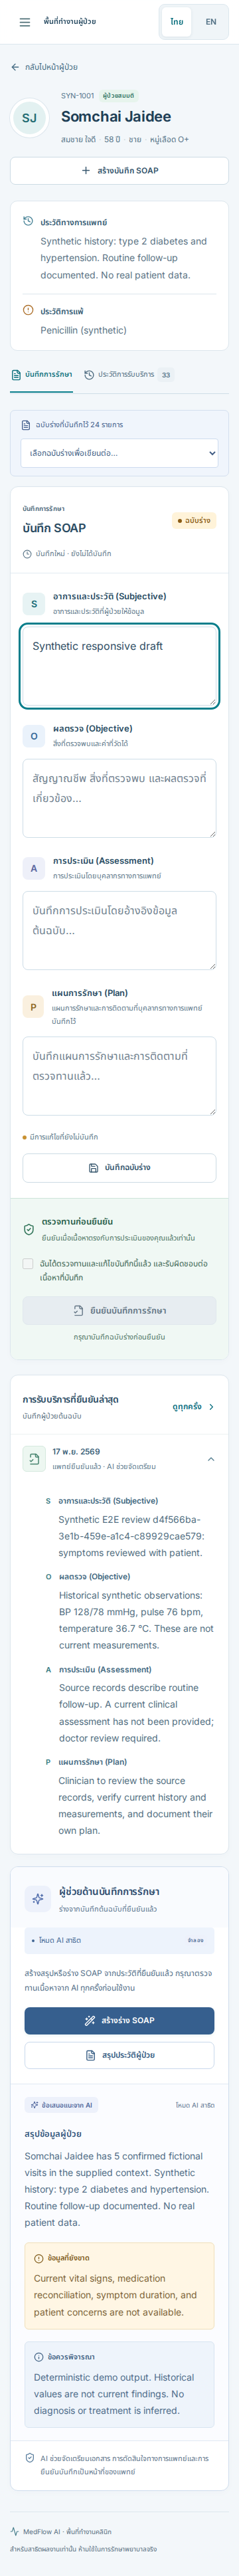 พื้นที่ทำงานผู้ป่วย
ไทย
EN
กลับไปหน้าผู้ป่วย
SJ
SYN-1001
ผู้ป่วยสมมติ
Somchai Jaidee
สมชาย ใจดี · 58 ปี · ชาย · หมู่เลือด O+
สร้างบันทึก SOAP
ประวัติทางการแพทย์
Synthetic history: type 2 diabetes and
hypertension. Routine follow-up
documented. No real patient data.
ประวัติการแพ้
Penicillin (synthetic)
บันทึกการรักษา
ประวัติการรับบริการ 33
ฉบับร่างที่บันทึกไว้ 24 รายการ
เลือกฉบับร่างเพื่อเขียนต่อ...
บันทึกการรักษา
บันทึก SOAP
ฉบับร่าง
บันทึกใหม่ · ยังไม่ได้บันทึก
S
อาการและประวัติ (Subjective)
อาการและประวัติที่ผู้ป่วยให้ข้อมูล
Synthetic responsive draft
O
ผลตรวจ (Objective)
สิ่งที่ตรวจพบและค่าที่วัดได้
สัญญาณชีพ สิ่งที่ตรวจพบ และผลตรวจที่
เกี่ยวข้อง...
A
การประเมิน (Assessment)
การประเมินโดยบุคลากรทางการแพทย์
บันทึกการประเมินโดยอ้างอิงข้อมูล
ต้นฉบับ...
P
แผนการรักษา (Plan)
แผนการรักษาและการติดตามที่บุคลากรทางการแพทย์
บันทึกไว้
บันทึกแผนการรักษาและการติดตามที่
ตรวจทานแล้ว...
มีการแก้ไขที่ยังไม่บันทึก
บันทึกฉบับร่าง
ตรวจทานก่อนยืนยัน
ยืนยันเมื่อเนื้อหาตรงกับการประเมินของคุณแล้วเท่านั้น
ฉันได้ตรวจทานและแก้ไขบันทึกนี้แล้ว และรับผิดชอบต่อ
เนื้อหาที่บันทึก
ยืนยันบันทึกการรักษา
กรุณาบันทึกฉบับร่างก่อนยืนยัน
การรับบริการที่ยืนยันล่าสุด
บันทึกผู้ป่วยต้นฉบับ
ดูทุกครั้ง
17 พ.ย. 2569
แพทย์ยืนยันแล้ว · AI ช่วยจัดเตรียม
S
อาการและประวัติ (Subjective)
Synthetic E2E review d4f566ba-
3e1b-459e-a1c4-c89929cae579:
symptoms reviewed with patient.
O
ผลตรวจ (Objective)
Historical synthetic observations:
BP 128/78 mmHg, pulse 76 bpm,
temperature 36.7 °C. These are not
current measurements.
A
การประเมิน (Assessment)
Source records describe routine
follow-up. A current clinical
assessment has not been provided;
doctor review required.
P
แผนการรักษา (Plan)
Clinician to review the source
records, verify current history and
measurements, and document their
own plan.
ผู้ช่วยด้านบันทึกการรักษา
ร่างจากบันทึกต้นฉบับที่ยืนยันแล้ว
โหมด AI สาธิต
จำลอง
สร้างสรุปหรือร่าง SOAP จากประวัติที่ยืนยันแล้ว กรุณาตรวจ
ทานเนื้อหาจาก AI ทุกครั้งก่อนใช้งาน
สร้างร่าง SOAP
สรุปประวัติผู้ป่วย
ข้อเสนอแนะจาก AI
โหมด AI สาธิต
สรุปข้อมูลผู้ป่วย
Somchai Jaidee has 5 confirmed fictional
visits in the supplied context. Synthetic
history: type 2 diabetes and hypertension.
Routine follow-up documented. No real
patient data.
ข้อมูลที่ยังขาด
Current vital signs, medication
reconciliation, symptom duration, and
patient concerns are not available.
ข้อควรพิจารณา
Deterministic demo output. Historical
values are not current findings. No
diagnosis or treatment is inferred.
AI ช่วยจัดเตรียมเอกสาร การตัดสินใจทางการแพทย์และการ
ยืนยันบันทึกเป็นหน้าที่ของแพทย์
MedFlow AI · พื้นที่ทำงานคลินิก
สำหรับสาธิตผลงานเท่านั้น ห้ามใช้ในการรักษาพยาบาลจริง